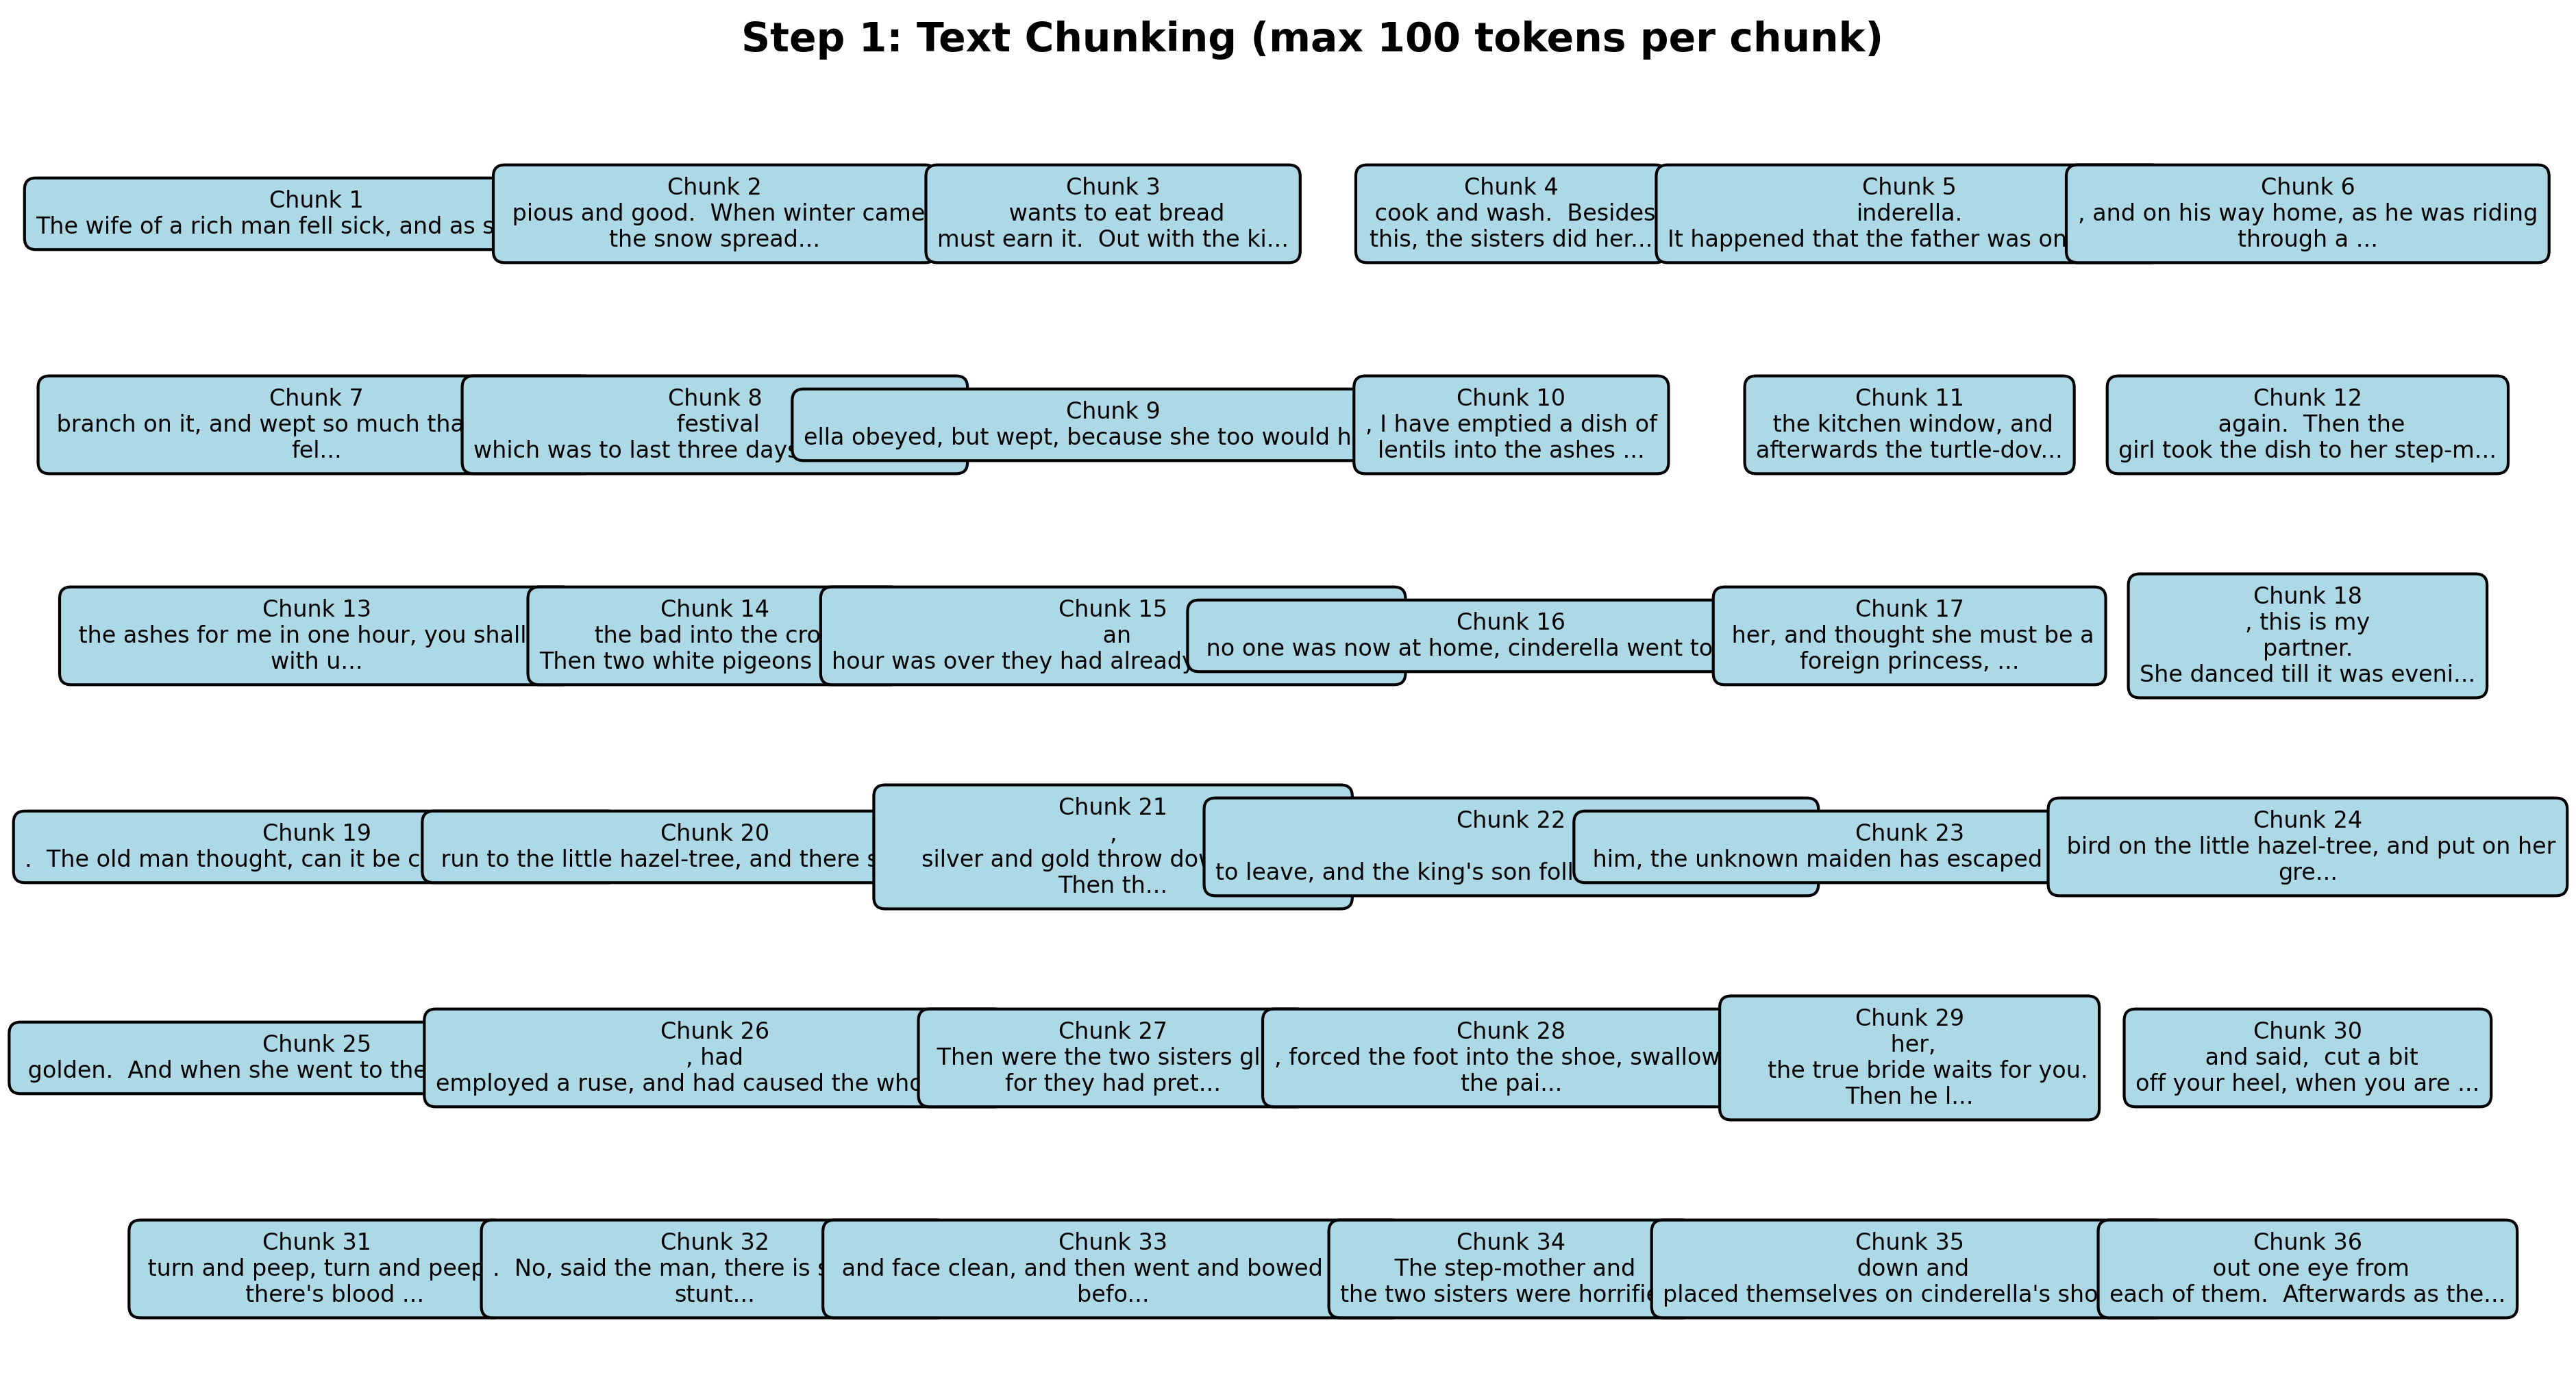 Step 1: Text Chunking (max 100 tokens per chunk)
Chunk 1
The wife of a rich man fell sick, and as
Chunk 2
pious and good.  When winter came
the snow spread...
Chunk 3
wants to eat bread
must earn it.  Out with the ki...
Chunk 4
cook and wash.  Besides
this, the sisters did her...
Chunk 5
inderella.
It happened that the father was on
Chunk 6
, and on his way home, as he was riding
through a ...
Chunk 7
branch on it, and wept so much
fel...
Chunk 8
festival
which was to last three days
Chunk 9
ella obeyed, but wept, because she too would
Chunk 10
, I have emptied a dish of
lentils into the ashes ...
Chunk 11
the kitchen window, and
afterwards the turtle-dov...
Chunk 12
again.  Then the
girl took the dish to her step-m...
Chunk 13
the ashes for me in one hour, you shall
with u...
Chunk 14
the bad into the
Then two white pigeons
Chunk 15
an
hour was over they had already
Chunk 16
no one was now at home, cinderella went to
Chunk 17
her, and thought she must be a
foreign princess, ...
Chunk 18
, this is my
partner.
She danced till it was eveni...
Chunk 19
.  The old man thought, can it be
Chunk 20
run to the little hazel-tree, and there
Chunk 21
,
silver and gold throw
Then th...
Chunk 22
to leave, and the king's son
Chunk 23
him, the unknown maiden has escaped
Chunk 24
bird on the little hazel-tree, and put on her
gre...
Chunk 25
golden.  And when she went to the
Chunk 26
, had
employed a ruse, and had caused the
Chunk 27
Then were the two sisters
for they had pret...
Chunk 28
, forced the foot into the shoe, swallow
the pai...
Chunk 29
her,
the true bride waits for you.
Then he l...
Chunk 30
and said,  cut a bit
off your heel, when you are ...
Chunk 31
turn and peep, turn and peep
there's blood ...
Chunk 32
.  No, said the man, there is
stunt...
Chunk 33
and face clean, and then went and bowed
befo...
Chunk 34
The step-mother and
the two sisters were
Chunk 35
down and
placed themselves on cinderella's
Chunk 36
out one eye from
each of them.  Afterwards as the...